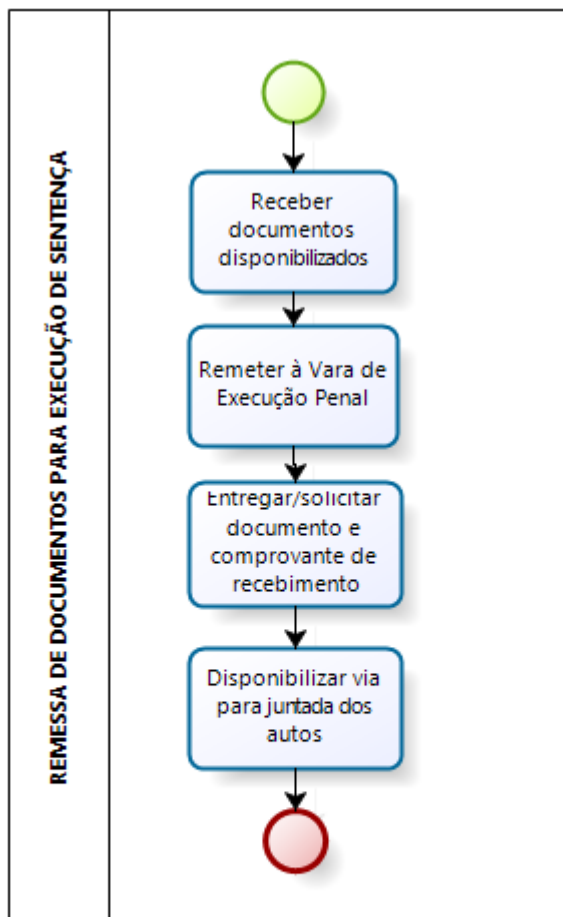 REMESSA DE DOCUMENTOS PARA EXECUÇÃO DE SENTENÇA
Receber
documentos
disponibilizados
Remeter à Vara de
Execução Penal
Entregar/solicitar
documento e
comprovante de
recebimento
Disponibilizar via
para juntada dos
autos